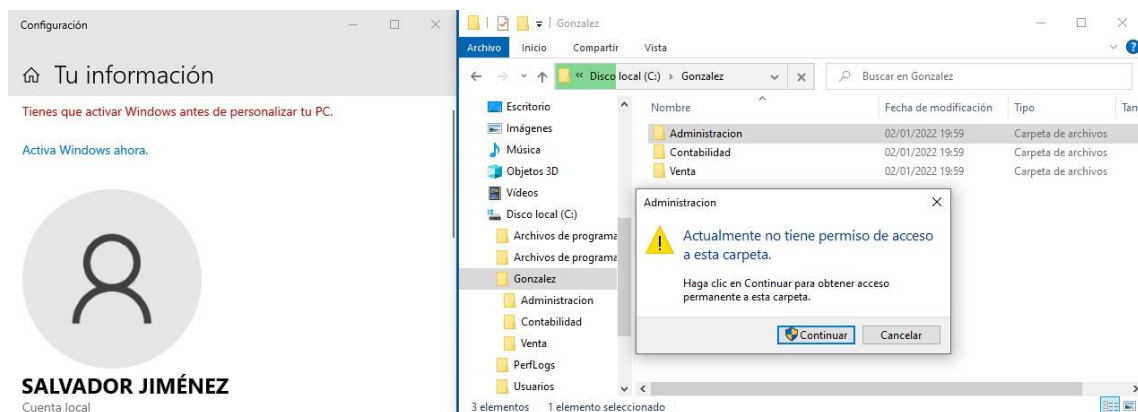 Configuración
Tu información
Tienes que activar Windows antes de personalizar tu PC.
Activa Windows ahora.
SALVADOR JIMÉNEZ
Cuenta local
Gonzalez
Archivo Inicio Compartir Vista
« Disco local (C:) › Gonzalez
Buscar en Gonzalez
Escritorio
Imágenes
Música
Objetos 3D
Vídeos
Disco local (C:)
Archivos de programa
Archivos de programa
Gonzalez
Administracion
Contabilidad
Venta
PerfLogs
Usuarios
Nombre Fecha de modificación Tipo Tam
Administracion 02/01/2022 19:59 Carpeta de archivos
Contabilidad 02/01/2022 19:59 Carpeta de archivos
Venta 02/01/2022 19:59 Carpeta de archivos
Administracion
Actualmente no tiene permiso de acceso
a esta carpeta.
Haga clic en Continuar para obtener acceso
permanente a esta carpeta.
Continuar Cancelar
3 elementos 1 elemento seleccionado